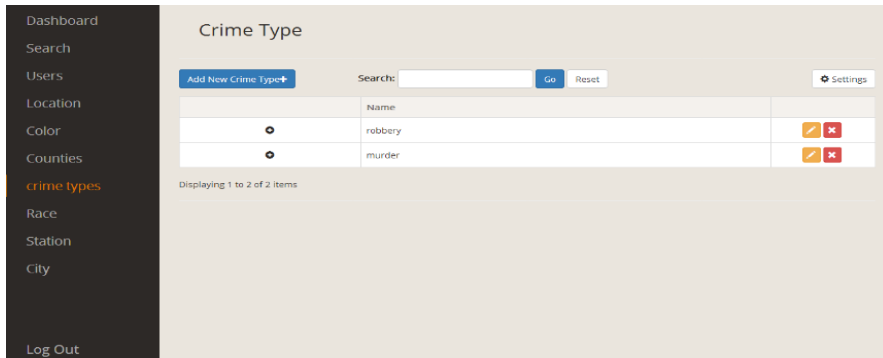 Dashboard
Search
Users
Location
Color
Counties
crime types
Race
Station
City
Log Out
Crime Type
Add New Crime Type+ Search: Go Reset Settings
Name
robbery
murder
Displaying 1 to 2 of 2 items